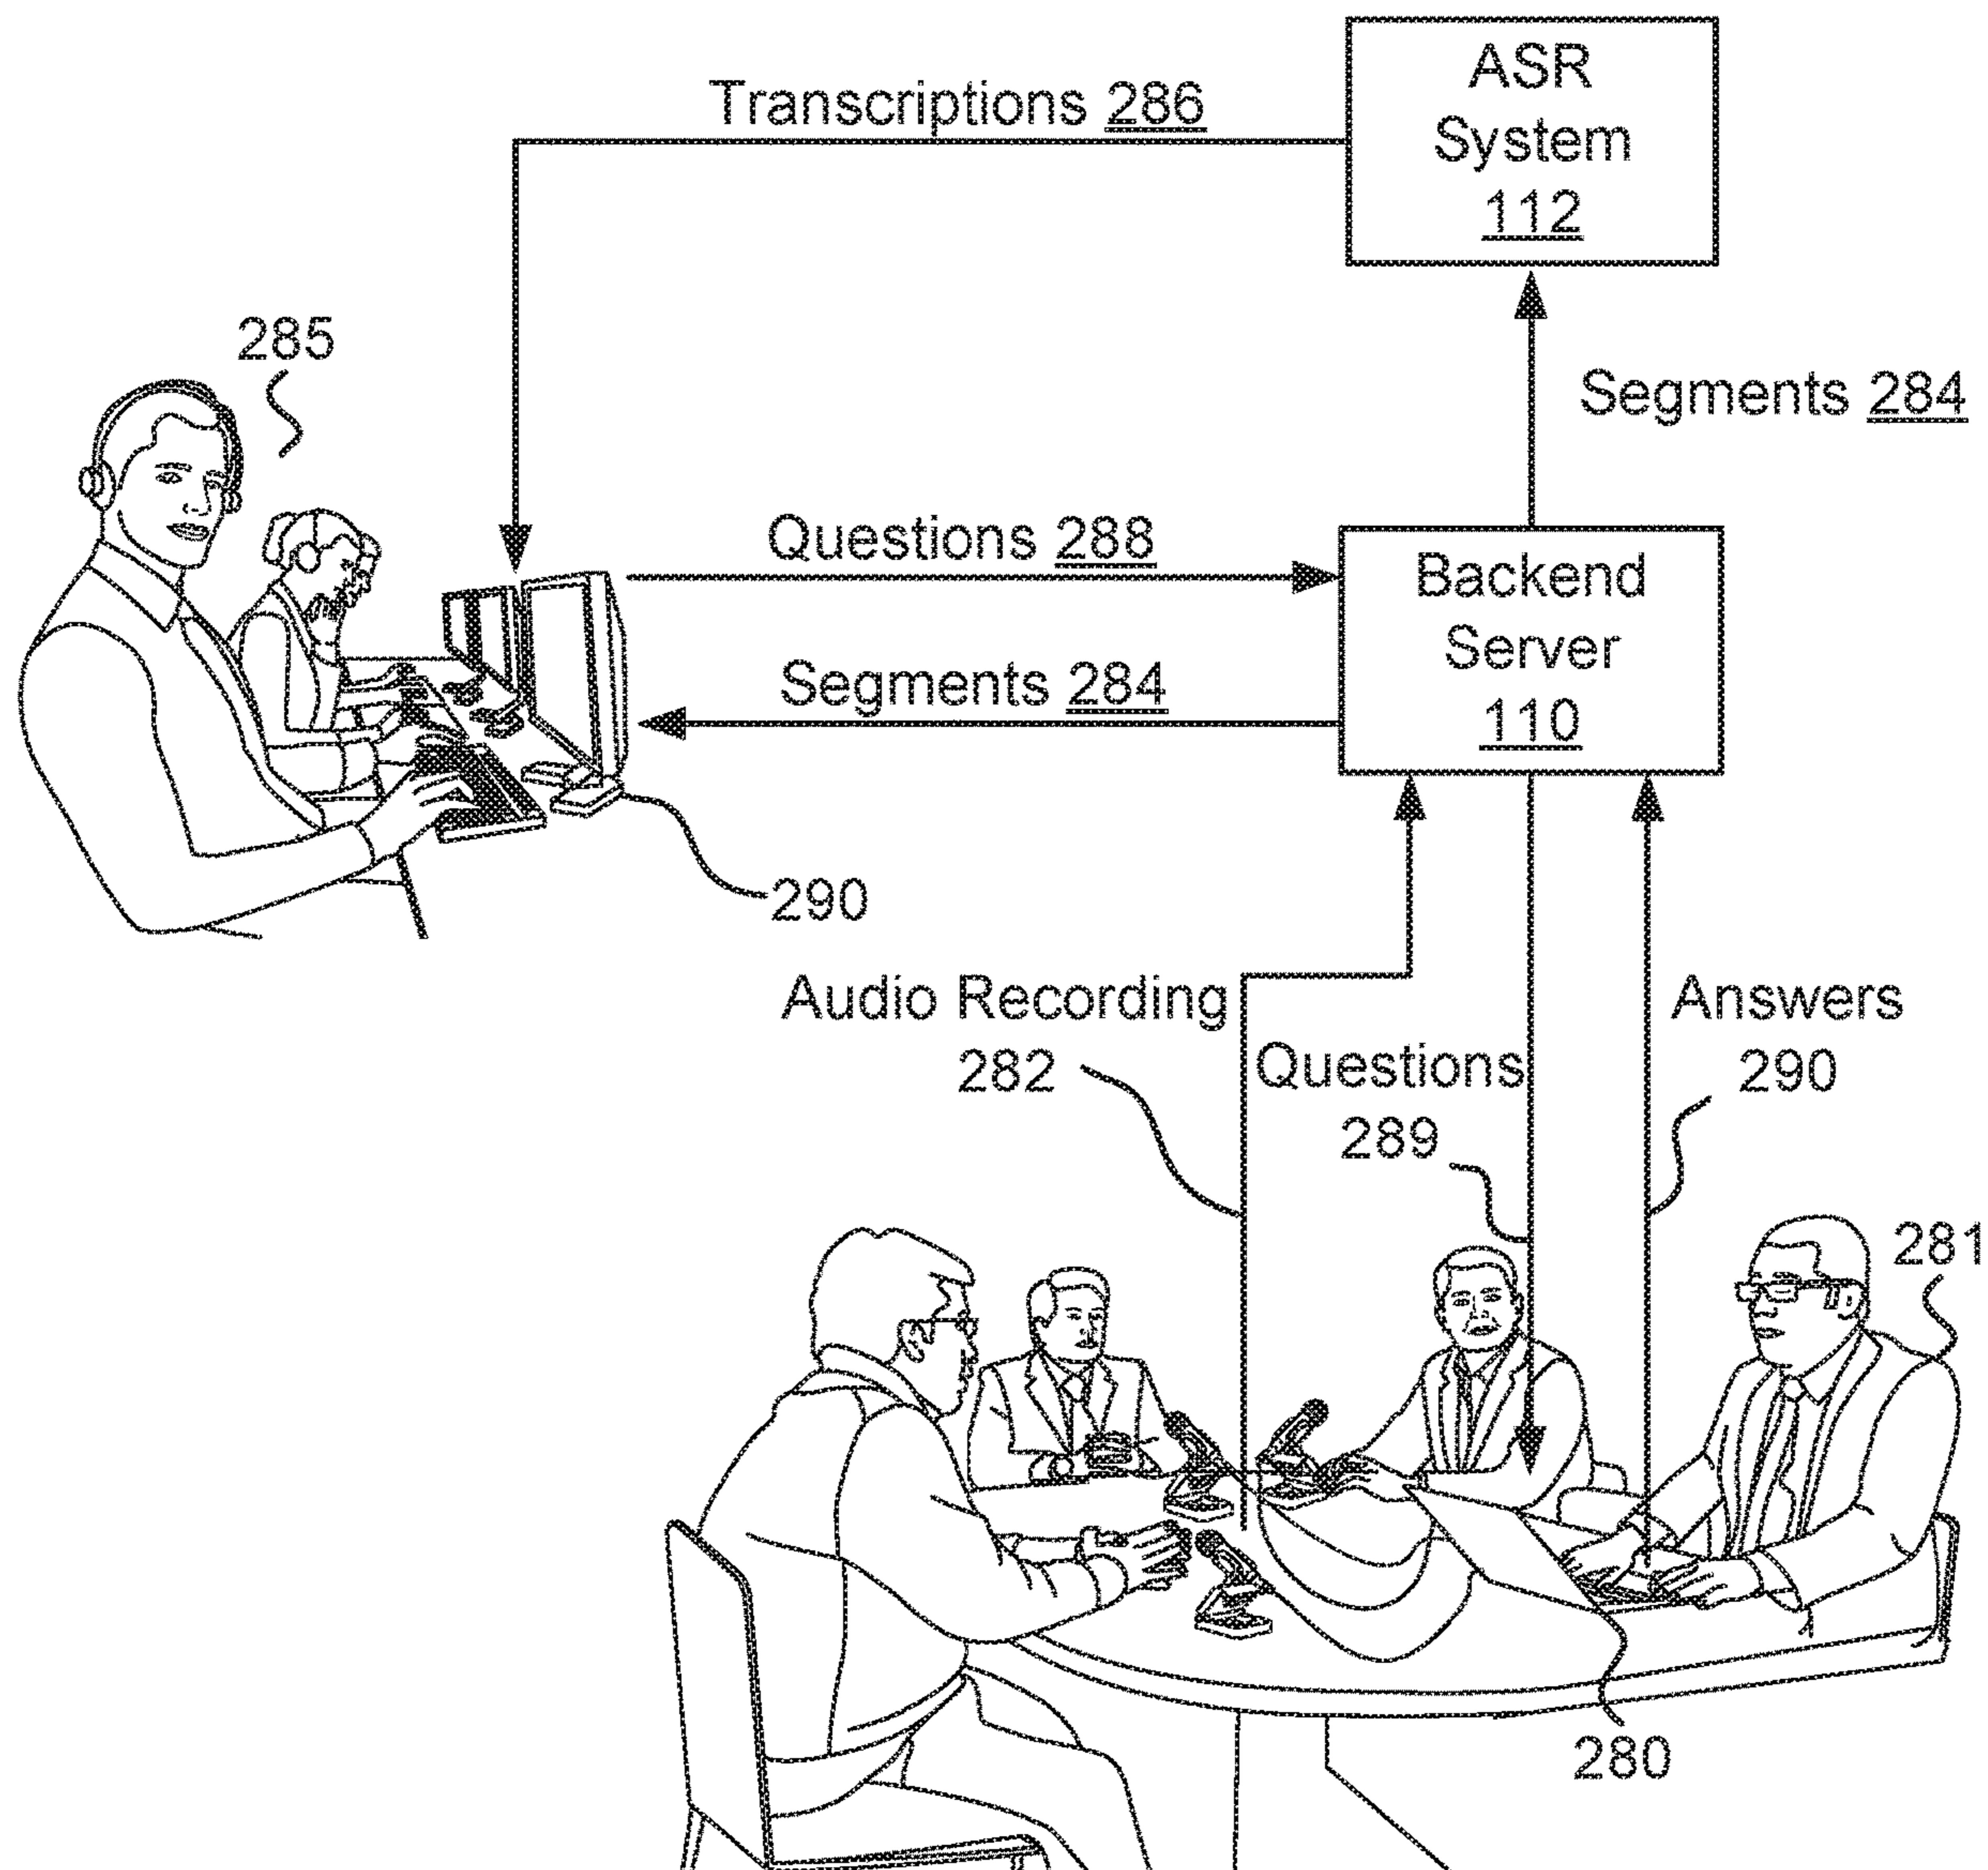 ASR
System
112
Transcriptions 286
285
Segments 284
Questions 288
Backend
Server
110
Segments 284
290
Audio Recording
282
Questions
289
Answers
290
281
280